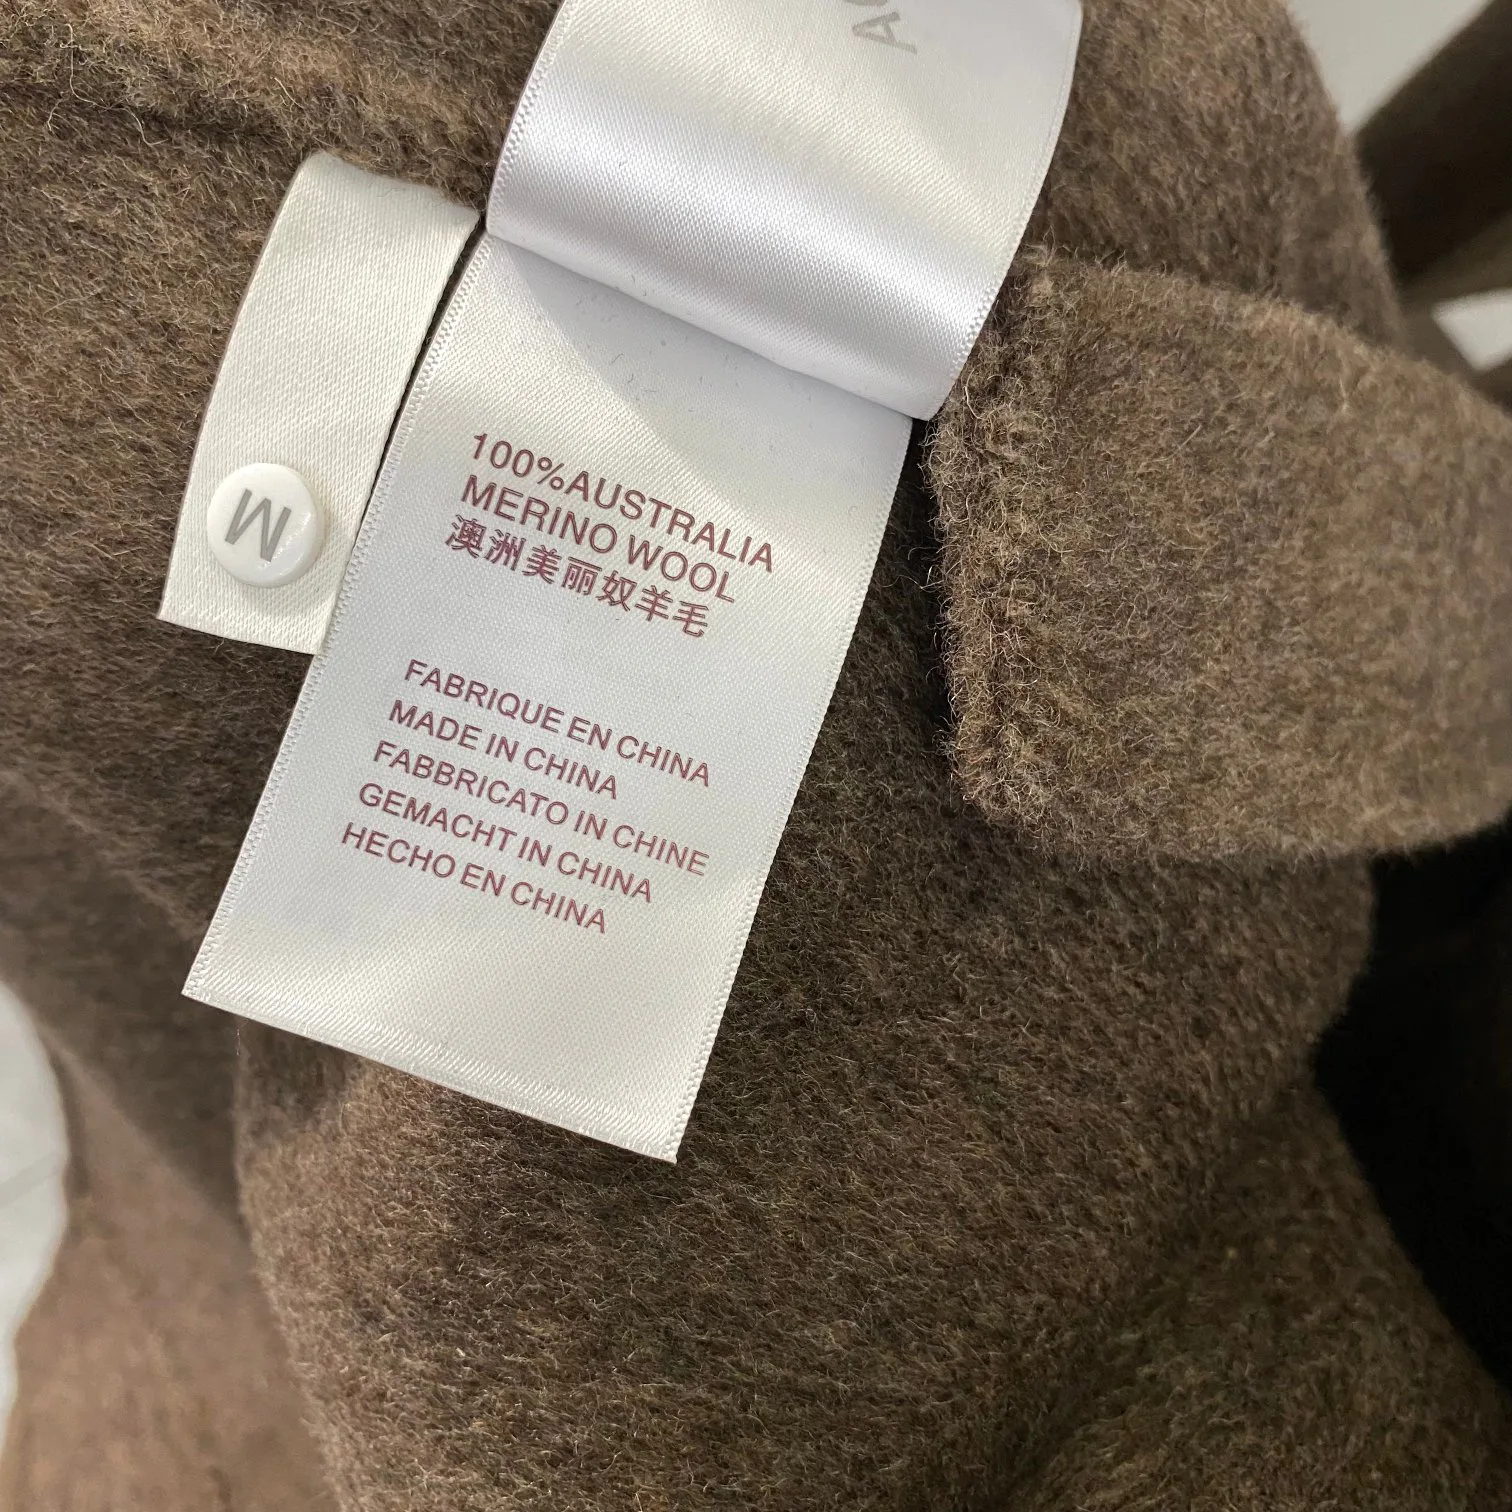 M
100%AUSTRALIA
MERINO WOOL
澳洲美丽奴羊毛
FABRIQUE EN CHINA
MADE IN CHINA
FABBRICATO IN CHINE
GEMACHT IN CHINA
HECHO EN CHINA